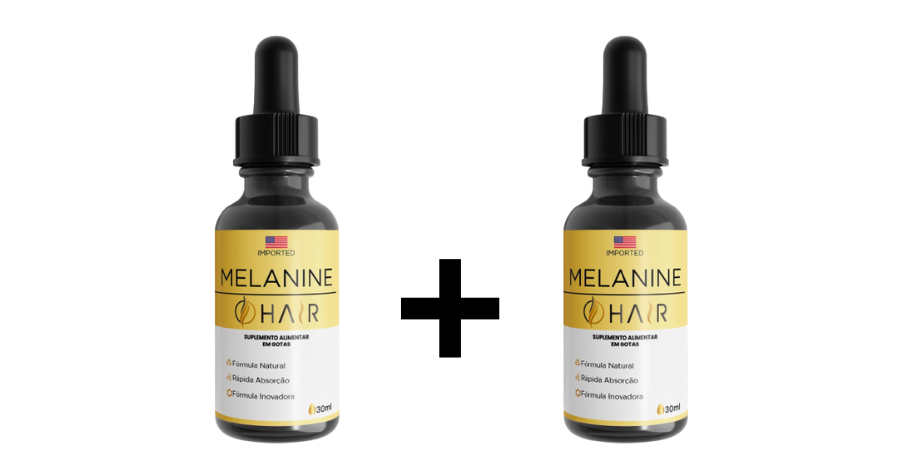 IMPORTED
MELANINE
HAIR
SUPLEMENTO ALIMENTAR
EM GOTAS
Fórmula Natural
Rápida Absorção
Fórmula Inovadora
30ml
+
IMPORTED
MELANINE
HAIR
SUPLEMENTO ALIMENTAR
EM GOTAS
Fórmula Natural
Rápida Absorção
Fórmula Inovadora
30ml